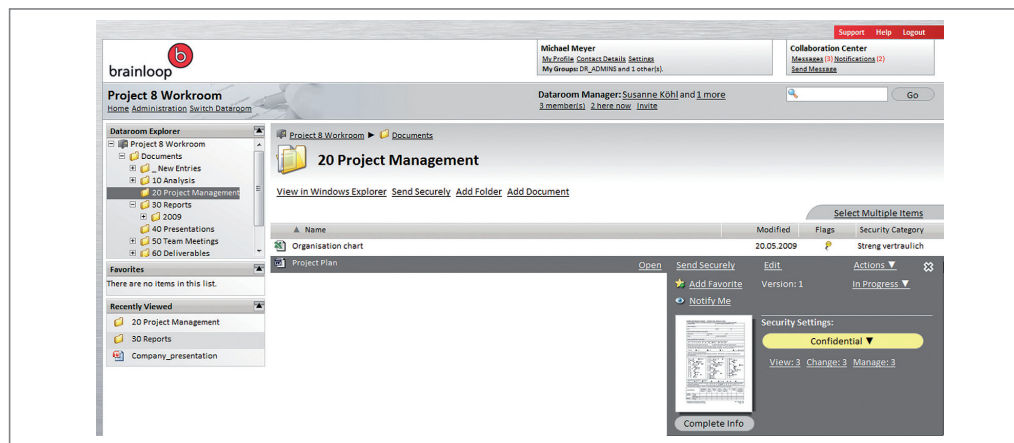 Support Help Logout
b
brainloop
Michael Meyer
My Profile Contact Details Settings
My Groups: DR_ADMINS and 1 other(s).
Collaboration Center
Messages (3) Notifications (2)
Send Message
Project 8 Workroom
Home Administration Switch Dataroom
Dataroom Manager: Susanne Köhl and 1 more
3 member(s) 2 here now Invite
Go
Dataroom Explorer
Project 8 Workroom
Documents
_New Entries
10 Analysis
20 Project Management
30 Reports
2009
40 Presentations
50 Team Meetings
60 Deliverables
Favorites
There are no items in this list.
Recently Viewed
20 Project Management
30 Reports
Company_presentation
Project 8 Workroom ▶ Documents
20 Project Management
View in Windows Explorer Send Securely Add Folder Add Document
Select Multiple Items
▲ Name Modified Flags Security Category
Organisation chart 20.05.2009 Streng vertraulich
Project Plan Open Send Securely Edit Actions ▼
Add Favorite Version: 1 In Progress ▼
Notify Me
Security Settings:
Confidential ▼
View: 3 Change: 3 Manage: 3
Complete Info